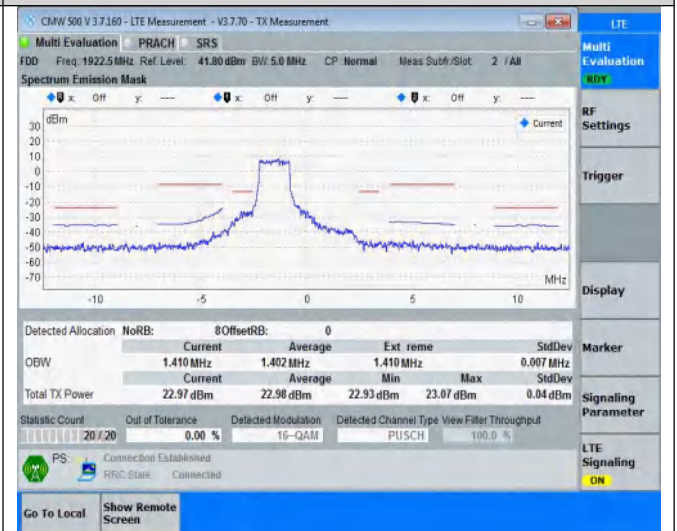 CMW 500 V 3.7.160 - LTE Measurement - V3.7.70 - TX Measurement
LTE
Multi Evaluation PRACH SRS
Multi
Evaluation
RDY
FDD Freq.:1922.5 MHz Ref. Level: 41.80 dBm BW: 5.0 MHz CP: Normal Meas Subfr./Slot: 2 / All
Spectrum Emission Mask
x: Off y: --- x: Off y: --- x: Off y: ---
dBm
Current
30
20
10
0
-10
-20
-30
-40
-50
-60
-70
MHz
-10 -5 0 5 10
RF
Settings
Trigger
Display
Marker
Signaling
Parameter
LTE
Signaling
ON
Detected Allocation NoRB: 8OffsetRB: 0
Current Average Ext reme StdDev
OBW 1.410 MHz 1.402 MHz 1.410 MHz 0.007 MHz
Current Average Min Max StdDev
Total TX Power 22.97 dBm 22.98 dBm 22.93 dBm 23.07 dBm 0.04 dBm
Statistic Count Out of Tolerance Detected Modulation Detected Channel Type View Filter Throughput
20 / 20 0.00 % 16-QAM PUSCH 100.0 %
PS: Connection Established
RRC State: Connected
Go To Local
Show Remote
Screen